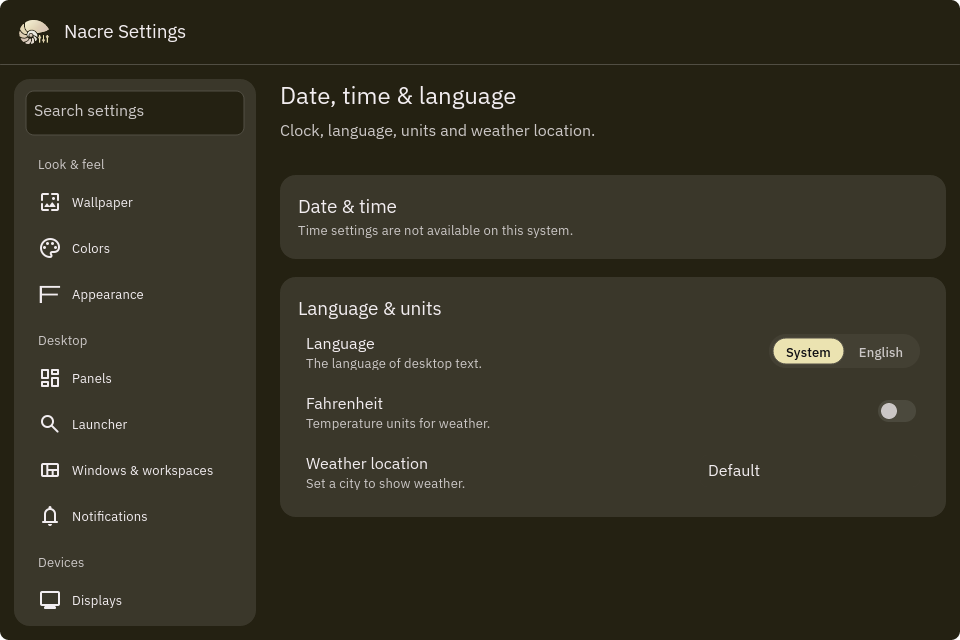 Nacre Settings
Search settings
Look & feel
Wallpaper
Colors
Appearance
Desktop
Panels
Launcher
Windows & workspaces
Notifications
Devices
Displays
Date, time & language
Clock, language, units and weather location.
Date & time
Time settings are not available on this system.
Language & units
Language
The language of desktop text.
System English
Fahrenheit
Temperature units for weather.
Weather location
Set a city to show weather.
Default